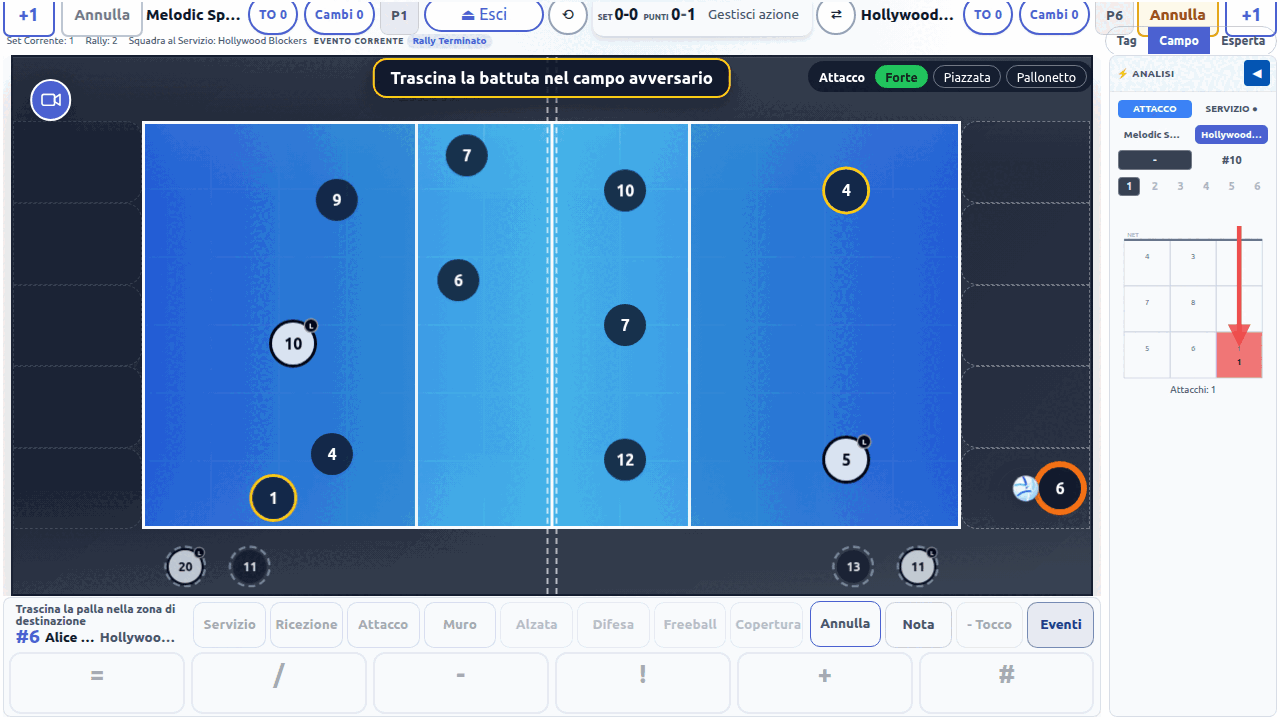 +1 Annulla Melodic Sp... TO 0 Cambi 0 P1 ⏏ Esci ⟲ SET 0-0 PUNTI 0-1 Gestisci azione ⇄ Hollywood... TO 0 Cambi 0 P6 Annulla +1
Set Corrente: 1 Rally: 2 Squadra al Servizio: Hollywood Blockers EVENTO CORRENTE Rally Terminato
Tag Campo Esperta
Trascina la battuta nel campo avversario
Attacco Forte Piazzata Pallonetto
7
9
10
4
6
7
L
10
4
12
L
5
1
6
L
20
11
13
L
11
⚡ ANALISI ◀
ATTACCO SERVIZIO ●
Melodic S... Hollywood...
- #10
1 2 3 4 5 6
NET
4 3
7 8
5 6 1
Attacchi: 1
Trascina la palla nella zona di
destinazione
#6 Alice ... Hollywoo...
Servizio Ricezione Attacco Muro Alzata Difesa Freeball Copertura Annulla Nota - Tocco Eventi
= / - ! + #